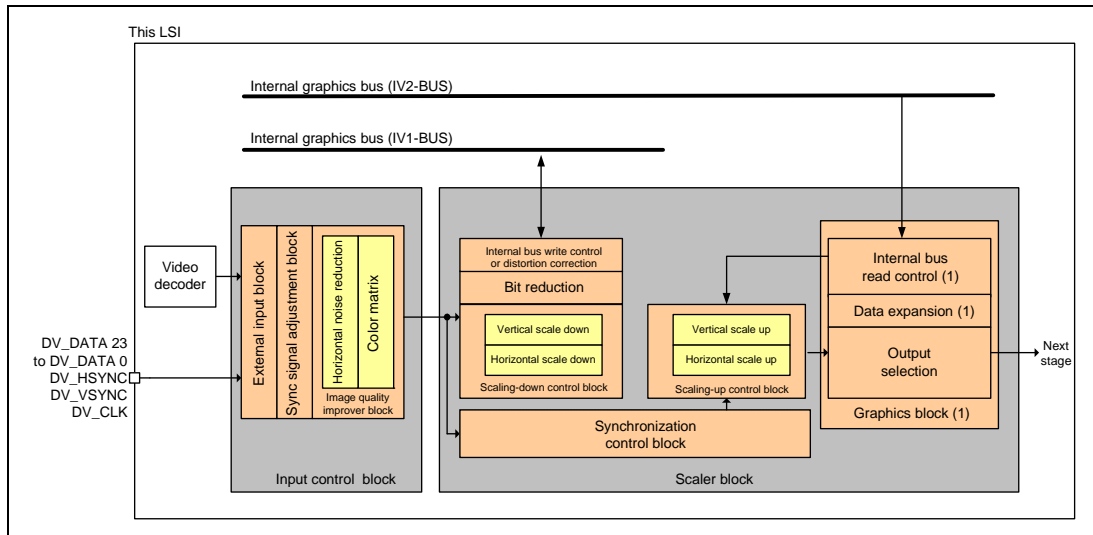 This LSI
Internal graphics bus (IV2-BUS)
Internal graphics bus (IV1-BUS)
Video
decoder
DV_DATA 23
to DV_DATA 0
DV_HSYNC
DV_VSYNC
DV_CLK
External input block
Sync signal adjustment block
Horizontal noise reduction
Color matrix
Image quality
improver block
Input control block
Internal bus write control
or distortion correction
Bit reduction
Vertical scale down
Horizontal scale down
Scaling-down control block
Vertical scale up
Horizontal scale up
Scaling-up control block
Synchronization
control block
Internal bus
read control (1)
Data expansion (1)
Output
selection
Graphics block (1)
Scaler block
Next
stage